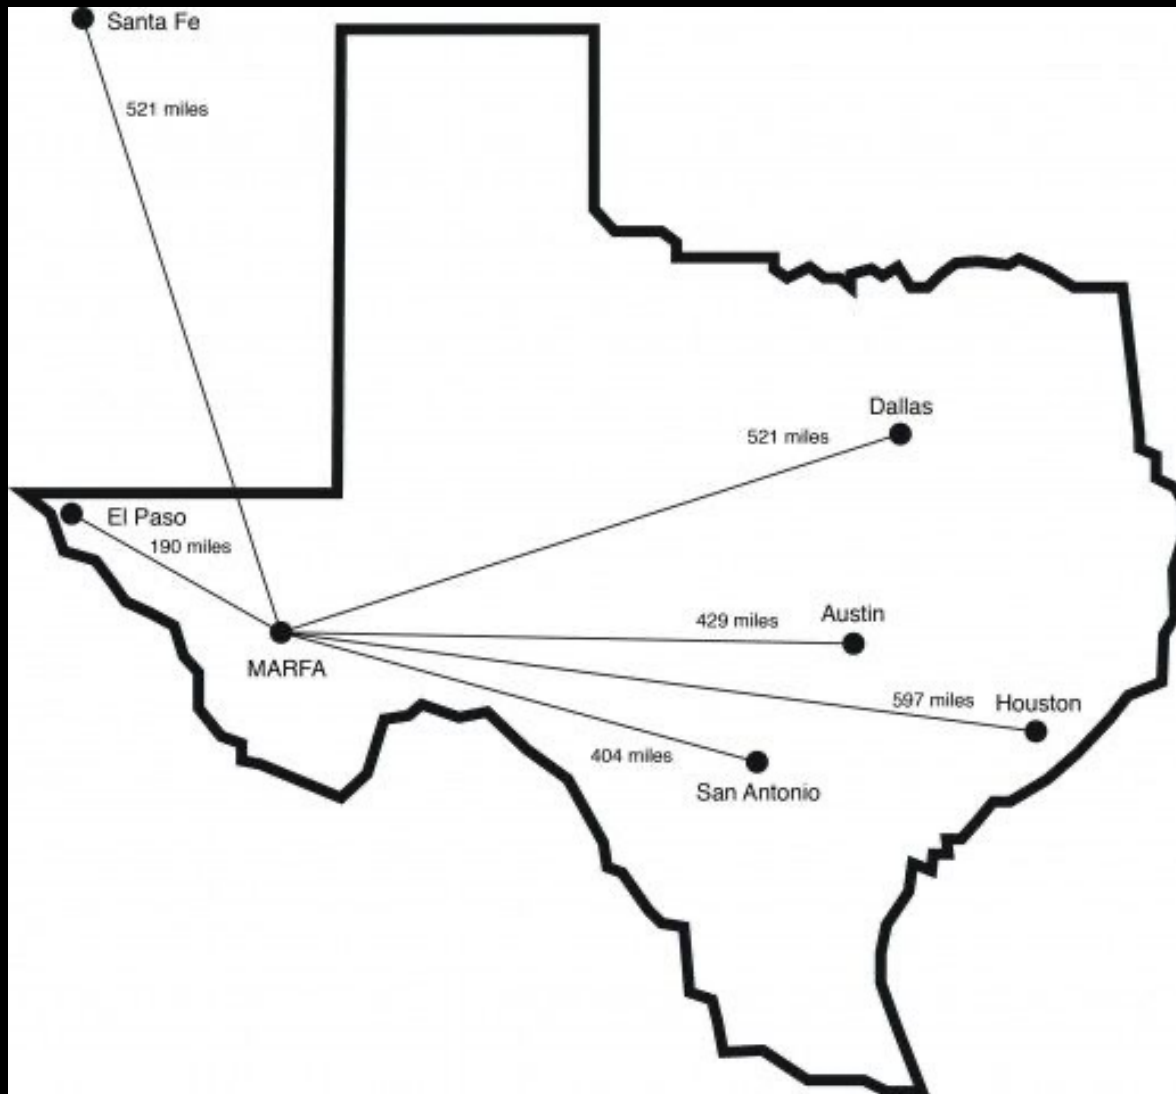 Santa Fe
521 miles
Dallas
521 miles
El Paso
190 miles
Austin
429 miles
MARFA
597 miles
Houston
404 miles
San Antonio